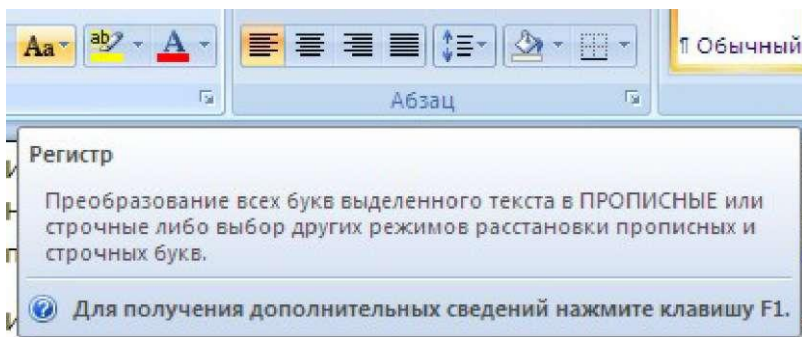 Aa ab A ¶ Обычный
Абзац
Регистр
Преобразование всех букв выделенного текста в ПРОПИСНЫЕ или
строчные либо выбор других режимов расстановки прописных и
строчных букв.
Для получения дополнительных сведений нажмите клавишу F1.